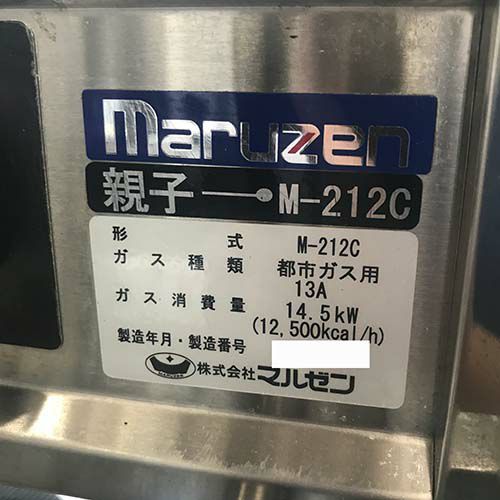 maruzen
親子 M-212C
形式 M-212C
ガス種類 都市ガス用
13A
ガス消費量 14.5kW
(12,500kcal/h)
製造年月・製造番号
株式会社マルゼン